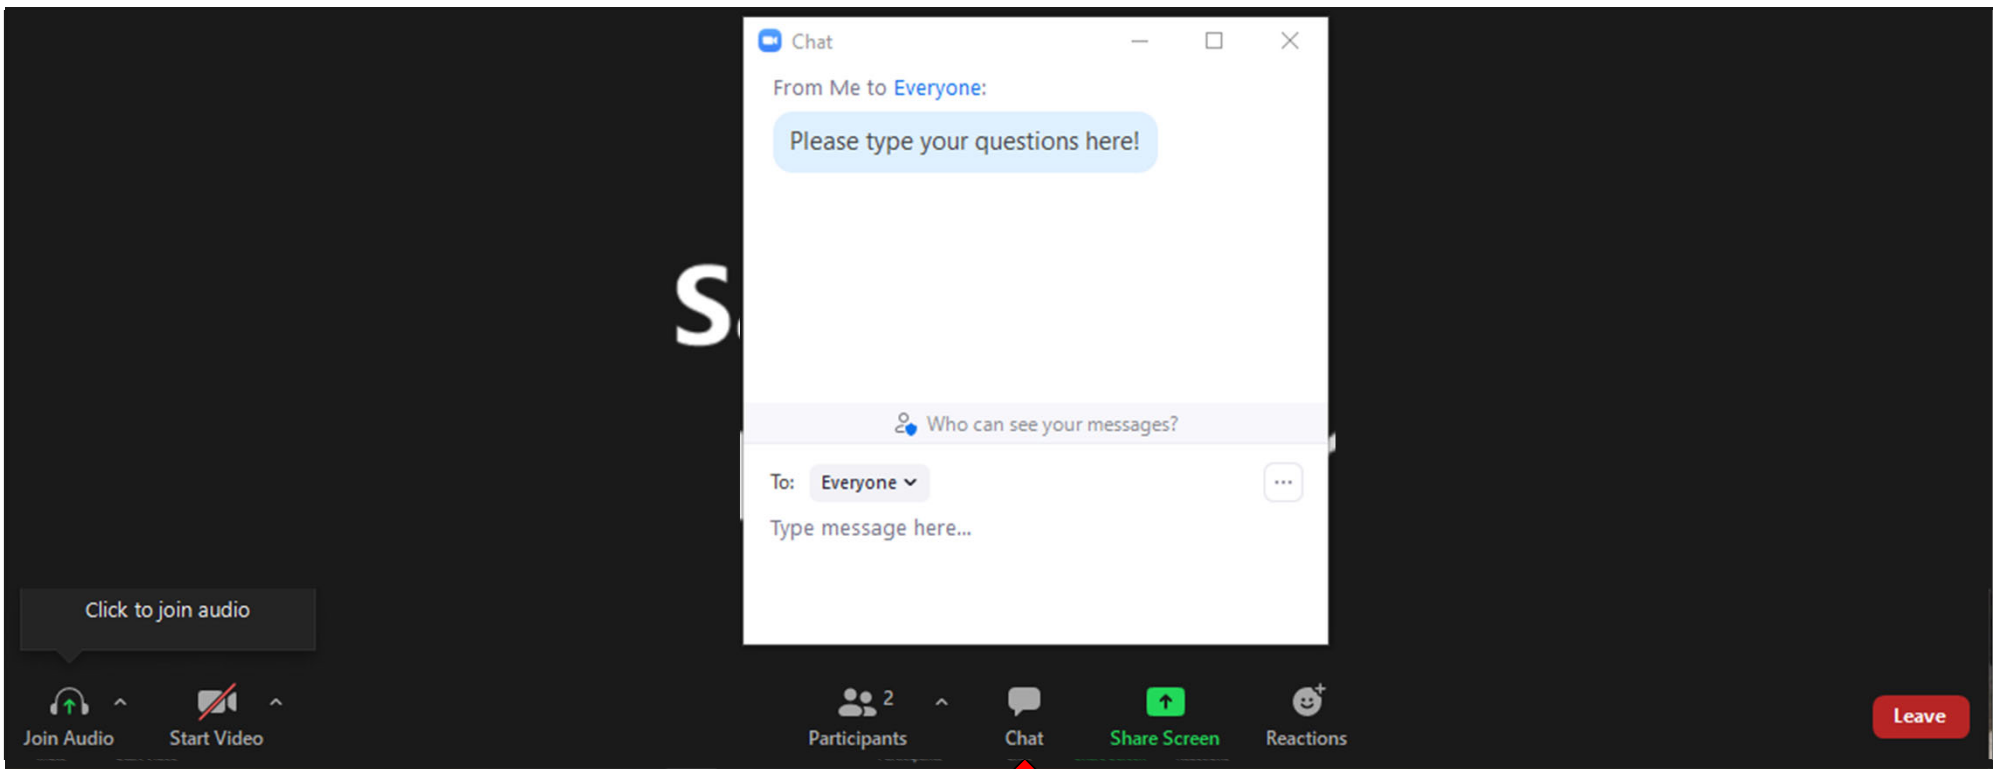 Chat
From Me to Everyone:
Please type your questions here!
Who can see your messages?
To: Everyone
Type message here...
Click to join audio
2
Join Audio Start Video Participants Chat Share Screen Reactions Leave